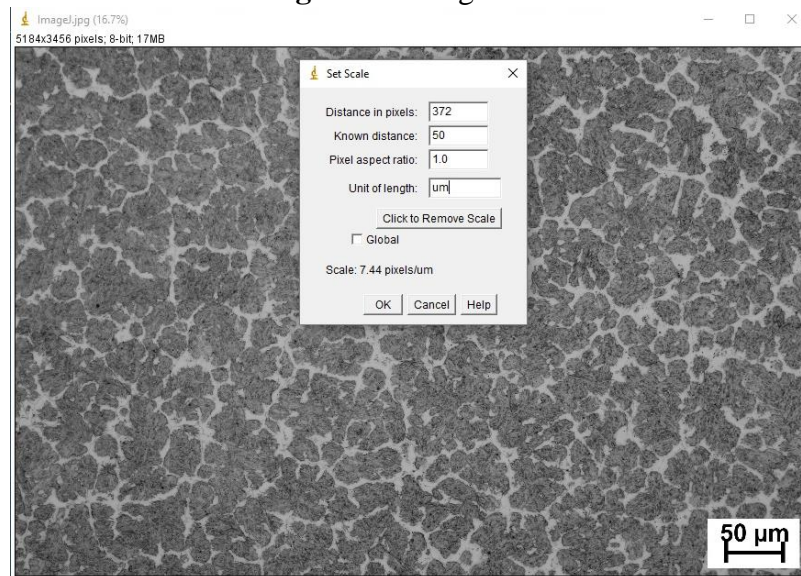 ImageJ.jpg (16.7%)
5184x3456 pixels; 8-bit; 17MB
Set Scale
Distance in pixels: 372
Known distance: 50
Pixel aspect ratio: 1.0
Unit of length: um
Click to Remove Scale
Global
Scale: 7.44 pixels/um
OK Cancel Help
50 µm